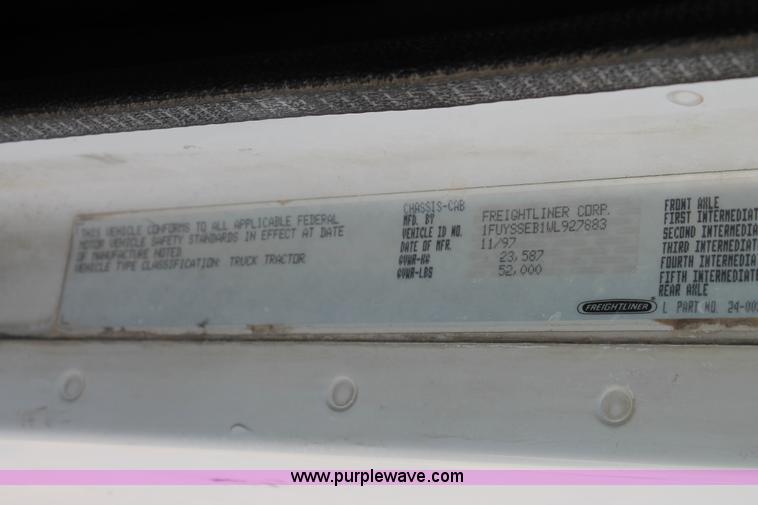 THIS VEHICLE CONFORMS TO ALL APPLICABLE FEDERAL
MOTOR VEHICLE SAFETY STANDARDS IN EFFECT AT DATE
OF MANUFACTURE NOTED
VEHICLE TYPE CLASSIFICATION: TRUCK TRACTOR
CHASSIS-CAB
MFD. BY FREIGHTLINER CORP.
VEHICLE ID NO. 1FUYSSEB1WL927883
DATE OF MFR. 11/97
GVWR-KG 23,587
GVWR-LBS 52,000
FREIGHTLINER
FRONT AXLE
FIRST INTERMEDIAT
SECOND INTERMEDIA
THIRD INTERMEDIAT
FOURTH INTERMEDIA
FIFTH INTERMEDIATE
REAR AXLE
L PART NO. 24-00
www.purplewave.com